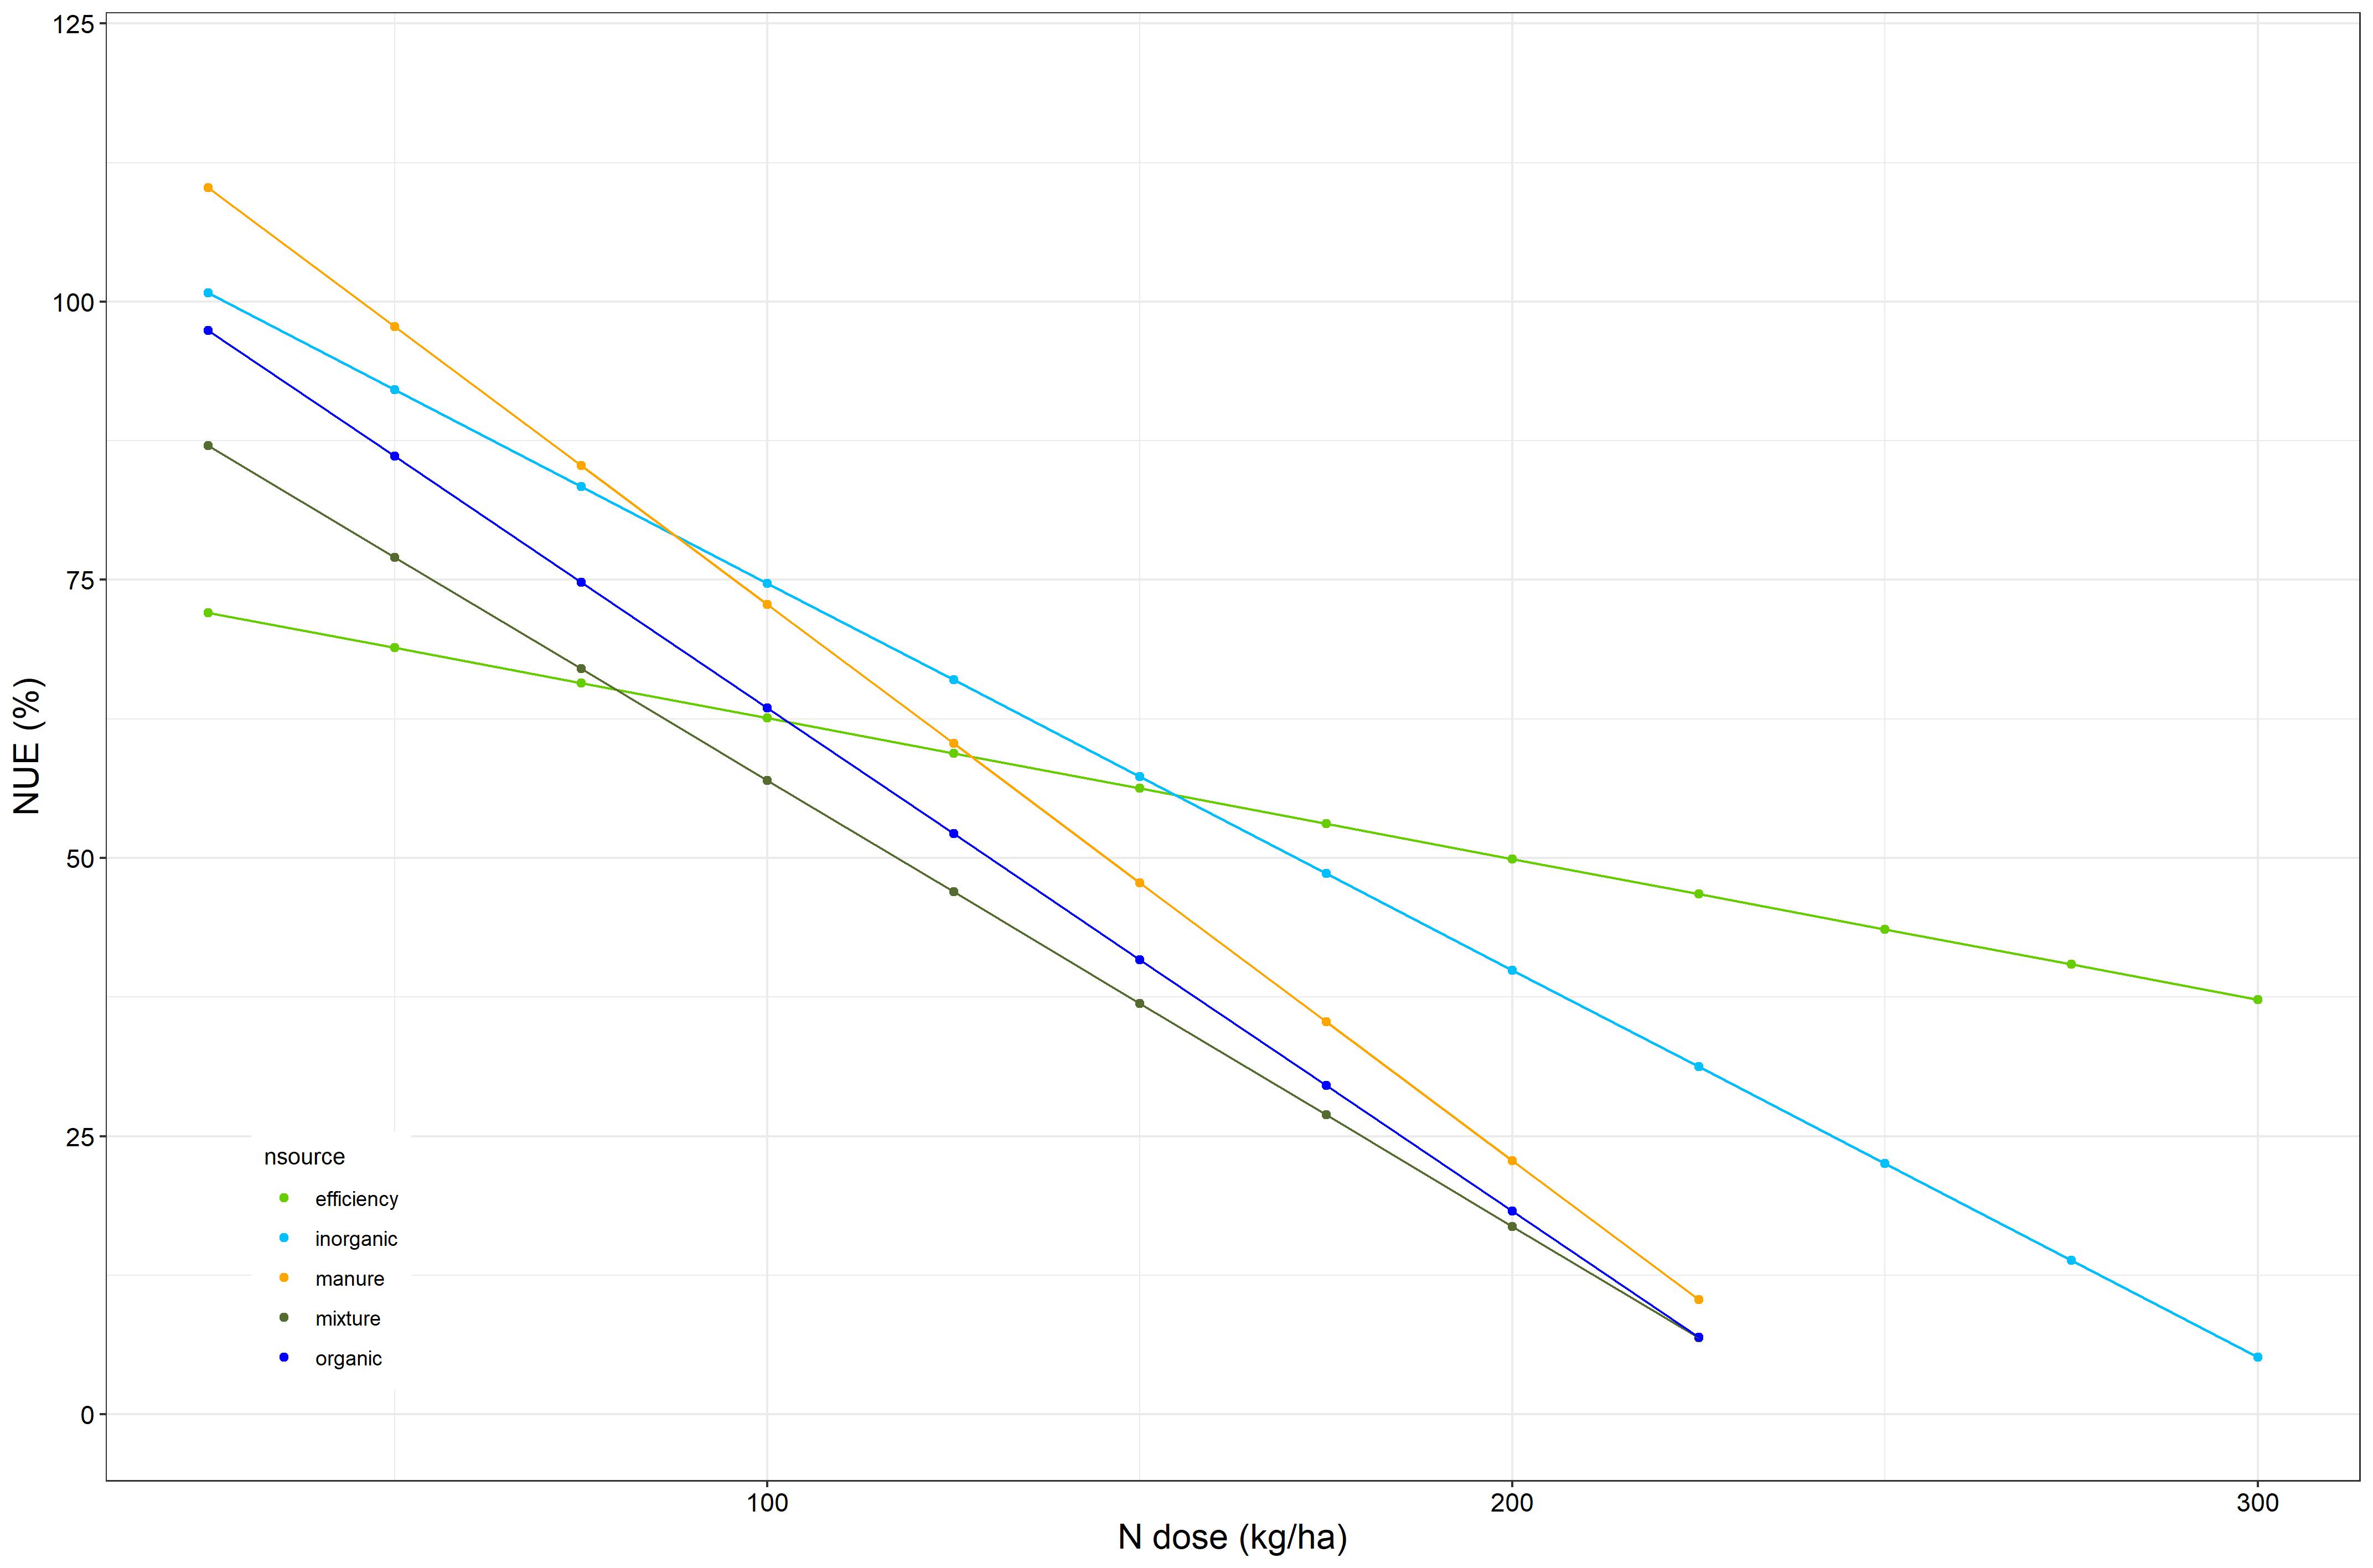 125
100
75
50
25
0
NUE (%)
nsource
efficiency
inorganic
manure
mixture
organic
100 200 300
N dose (kg/ha)